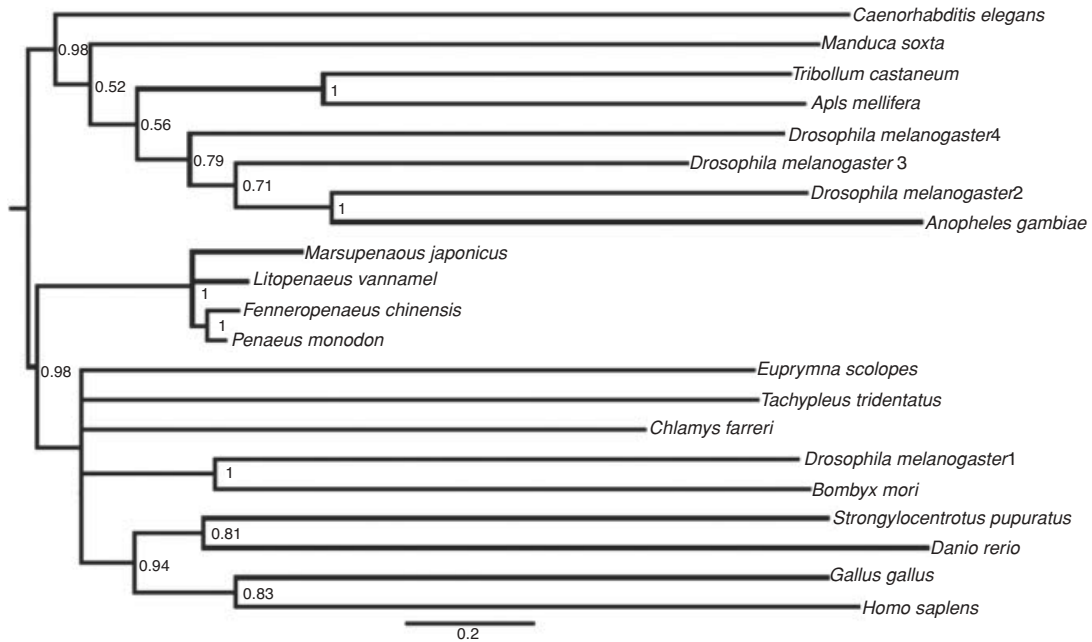 Caenorhabditis elegans
0.98
Manduca soxta
0.52
Tribollum castaneum
1
Apls mellifera
0.56
Drosophila melanogaster4
0.79
Drosophila melanogaster 3
0.71
Drosophila melanogaster2
1
Anopheles gambiae
Marsupenaous japonicus
Litopenaeus vannamel
1
Fenneropenaeus chinensis
1
Penaeus monodon
0.98
Euprymna scolopes
Tachypleus tridentatus
Chlamys farreri
Drosophila melanogaster1
1
Bombyx mori
Strongylocentrotus pupuratus
0.81
Danio rerio
0.94
Gallus gallus
0.83
Homo saplens
0.2